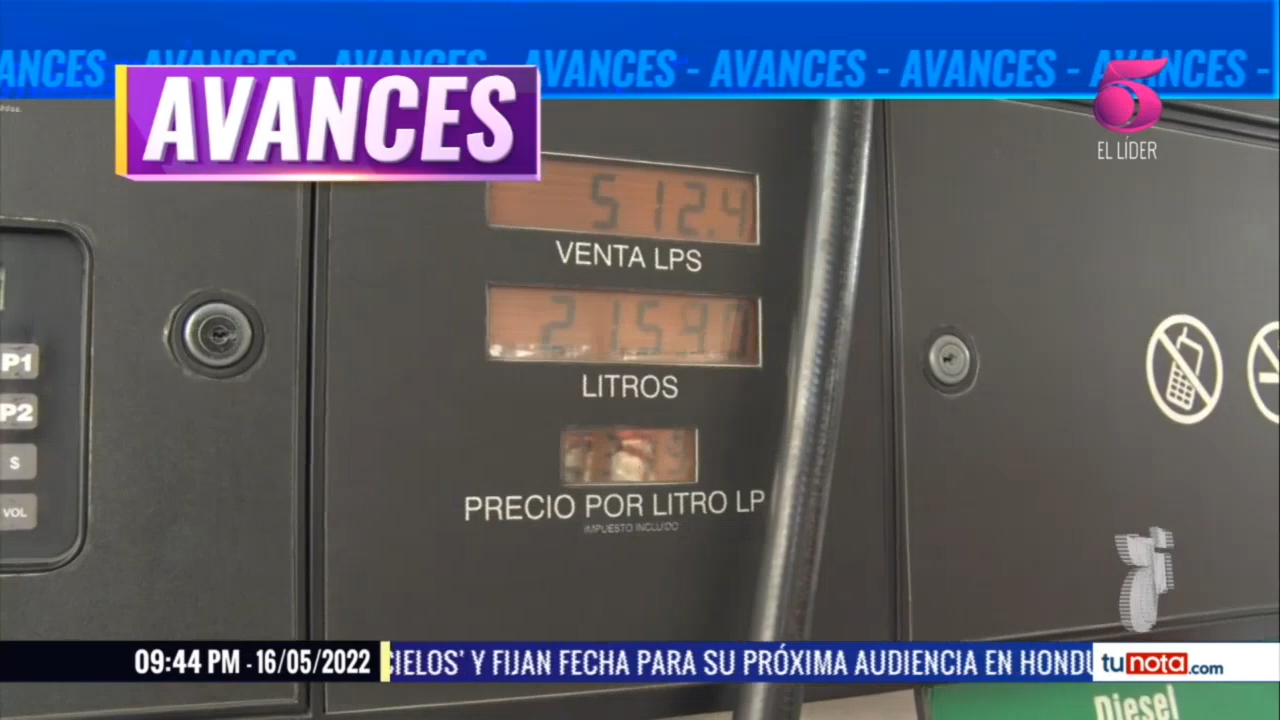 AVANCES - AVANCES - AVANCES - AVANCES - AVANCES - AVANCES - AVANCES -
AVANCES
5
EL LÍDER
512.4
VENTA LPS
LITROS
PRECIO POR LITRO LP
IMPUESTO INCLUIDO
P1
P2
S
VOL
09:44 PM - 16/05/2022
CIELOS' Y FIJAN FECHA PARA SU PRÓXIMA AUDIENCIA EN HONDU
tunota.com
Diesel